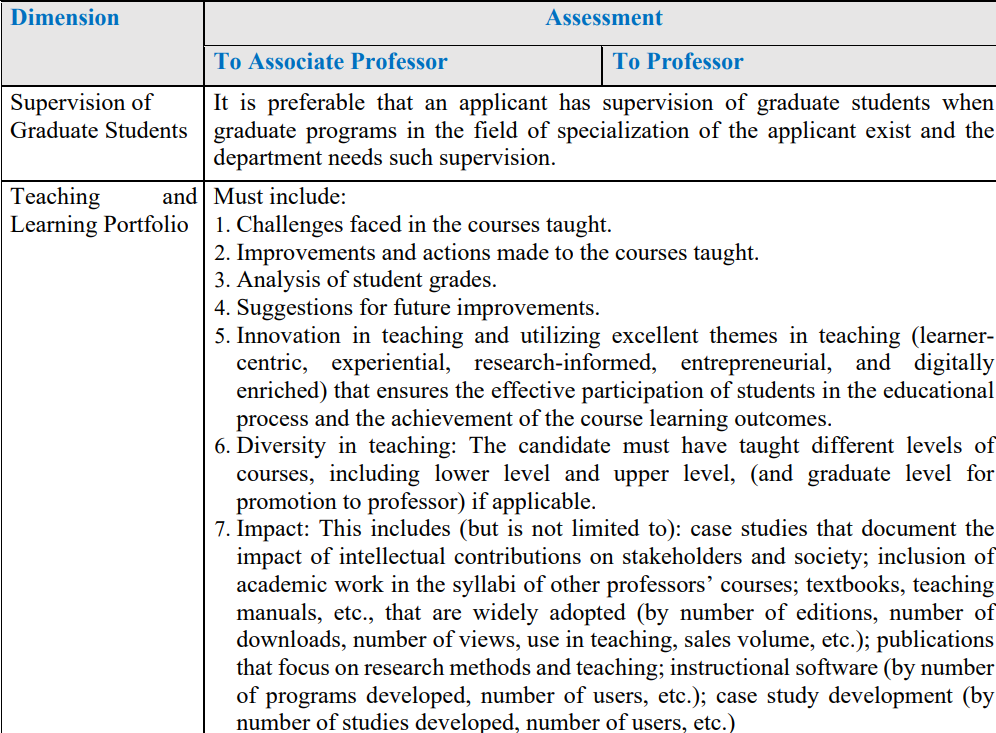 Dimension
Assessment
To Associate Professor
To Professor
Supervision of
Graduate Students
It is preferable that an applicant has supervision of graduate students when
graduate programs in the field of specialization of the applicant exist and the
department needs such supervision.
Teaching and
Learning Portfolio
Must include:
1. Challenges faced in the courses taught.
2. Improvements and actions made to the courses taught.
3. Analysis of student grades.
4. Suggestions for future improvements.
5. Innovation in teaching and utilizing excellent themes in teaching (learner-
centric, experiential, research-informed, entrepreneurial, and digitally
enriched) that ensures the effective participation of students in the educational
process and the achievement of the course learning outcomes.
6. Diversity in teaching: The candidate must have taught different levels of
courses, including lower level and upper level, (and graduate level for
promotion to professor) if applicable.
7. Impact: This includes (but is not limited to): case studies that document the
impact of intellectual contributions on stakeholders and society; inclusion of
academic work in the syllabi of other professors’ courses; textbooks, teaching
manuals, etc., that are widely adopted (by number of editions, number of
downloads, number of views, use in teaching, sales volume, etc.); publications
that focus on research methods and teaching; instructional software (by number
of programs developed, number of users, etc.); case study development (by
number of studies developed, number of users, etc.)